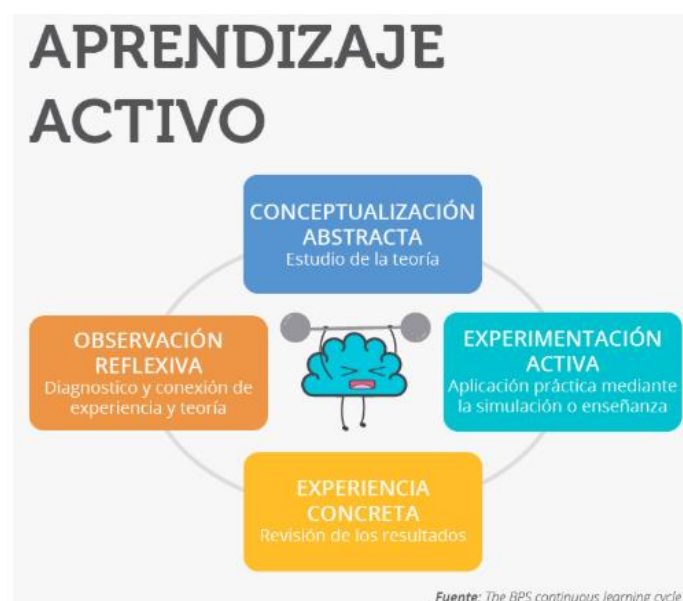 APRENDIZAJE
ACTIVO
CONCEPTUALIZACIÓN
ABSTRACTA
Estudio de la teoría
OBSERVACIÓN
REFLEXIVA
Diagnostico y conexión de
experiencia y teoría
EXPERIMENTACIÓN
ACTIVA
Aplicación práctica mediante
la simulación o enseñanza
EXPERIENCIA
CONCRETA
Revisión de los resultados
Fuente: The BPS continuous learning cycle